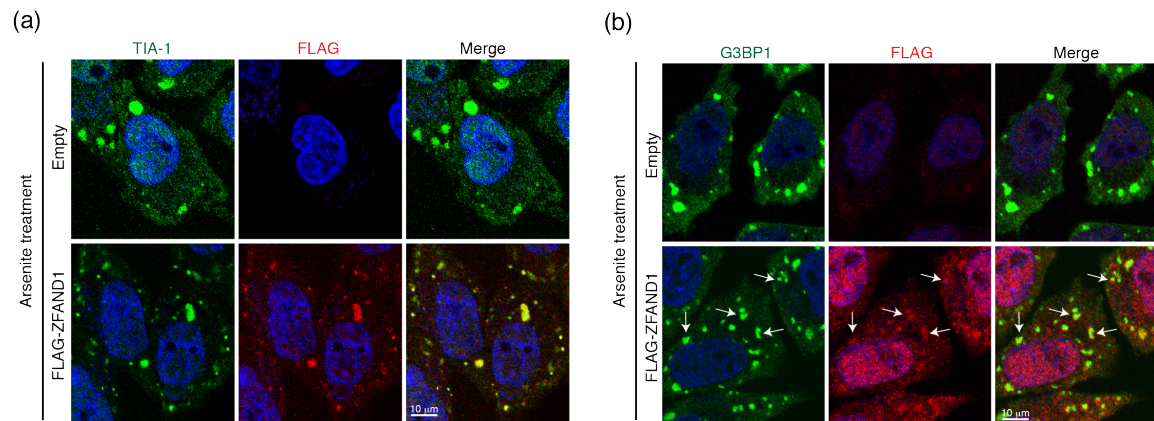 (a)
TIA-1 FLAG Merge
Arsenite treatment
Empty
FLAG-ZFAND1
10 μm
(b)
G3BP1 FLAG Merge
Arsenite treatment
Empty
FLAG-ZFAND1
10 μm